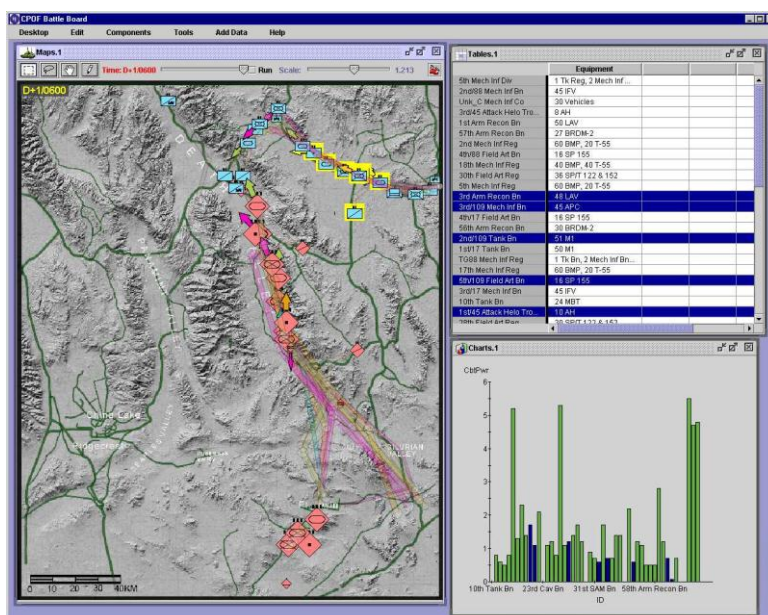 CPOF Battle Board
Desktop Edit Components Tools Add Data Help
Maps.1
Time: D+1/0600 Run Scale: 1,213
D+1/0600
DEA
China Lake
Ridgecrest
VALLEY
0 10 20 30 40KM
Tables.1
Equipment
5th Mech Inf Div 1 Tk Reg, 2 Mech Inf...
2nd/88 Mech Inf Bn 45 IFV
Unk_C Mech Inf Co 30 Vehicles
3rd/45 Attack Helo Tro... 8 AH
1st Arm Recon Bn 50 LAV
57th Arm Recon Bn 27 BRDM-2
2nd Mech Inf Reg 60 BMP, 20 T-55
4th/88 Field Art Bn 16 SP 155
18th Mech Inf Reg 40 BMP, 40 T-55
30th Field Art Reg 36 SP/T 122 & 152
5th Mech Inf Reg 60 BMP, 20 T-55
3rd Arm Recon Bn 48 LAV
3rd/109 Mech Inf Bn 45 APC
4th/17 Field Art Bn 16 SP 155
56th Arm Recon Bn 30 BRDM-2
2nd/109 Tank Bn 51 M1
1st/17 Tank Bn 50 M1
TG88 Mech Inf Reg 1 Tk Bn, 2 Mech Inf Bn...
17th Mech Inf Reg 60 BMP, 20 T-55
5th/109 Field Art Bn 16 SP 155
3rd/17 Mech Inf Bn 45 IFV
10th Tank Bn 24 MBT
1st/45 Attack Helo Tro... 10 AH
Charts.1
CbtPwr
6
5
4
3
2
1
0
10th Tank Bn 23rd Cav Bn 31st SAM Bn 58th Arm Recon Bn
ID